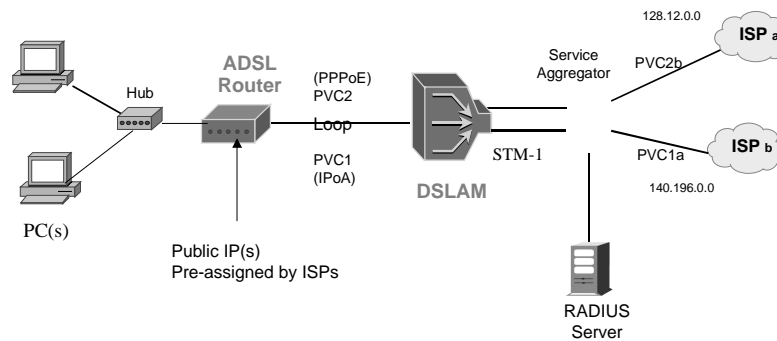 128.12.0.0
ISP a
ADSL
Router
Service
Aggregator
(PPPoE)
PVC2
PVC2b
Hub
Loop
STM-1
PVC1
(IPoA)
PVC1a
ISP b
DSLAM
140.196.0.0
PC(s)
Public IP(s)
Pre-assigned by ISPs
RADIUS
Server